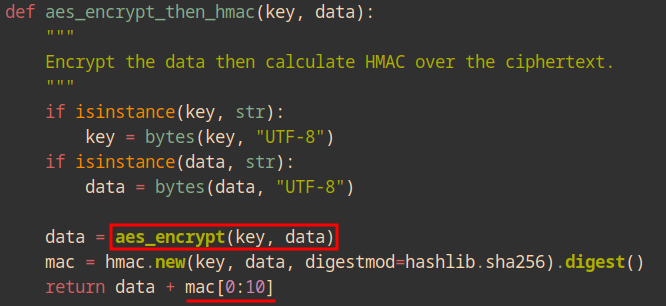 def aes_encrypt_then_hmac(key, data):
    """
    Encrypt the data then calculate HMAC over the ciphertext.
    """
    if isinstance(key, str):
        key = bytes(key, "UTF-8")
    if isinstance(data, str):
        data = bytes(data, "UTF-8")

    data = aes_encrypt(key, data)
    mac = hmac.new(key, data, digestmod=hashlib.sha256).digest()
    return data + mac[0:10]